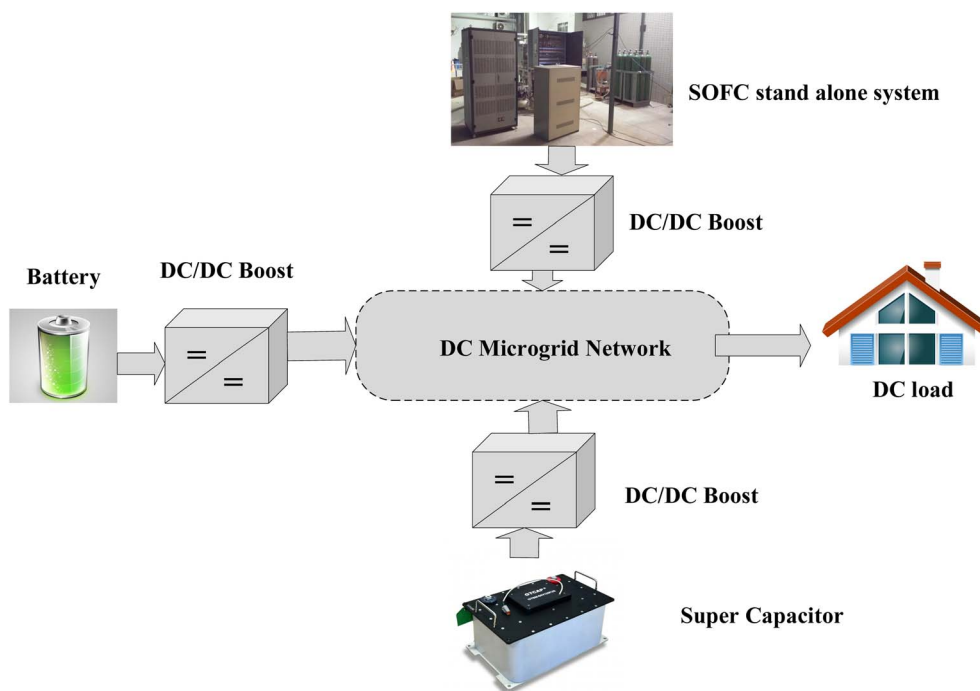 SOFC stand alone system
DC/DC Boost
Battery
DC/DC Boost
DC Microgrid Network
DC load
DC/DC Boost
Super Capacitor